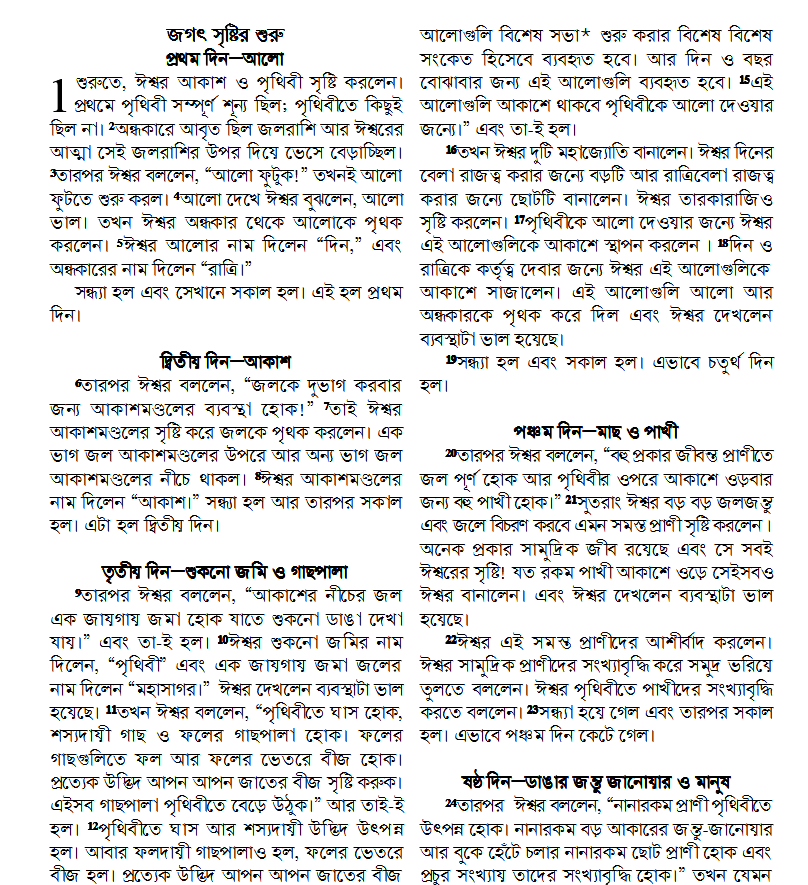 জগৎ সৃষ্টির শুরু
প্রথম দিন—আলো
1 শুরুতে, ঈশ্বর আকাশ ও পৃথিবী সৃষ্টি করলেন।
প্রথমে পৃথিবী সম্পূর্ণ শূন্য ছিল; পৃথিবীতে কিছুই
ছিল না। ²অন্ধকারে আবৃত ছিল জলরাশি আর ঈশ্বরের
আত্মা সেই জলরাশির উপর দিয়ে ভেসে বেড়াচ্ছিল।
³তারপর ঈশ্বর বললেন, “আলো ফুটুক!” তখনই আলো
ফুটতে শুরু করল। ⁴আলো দেখে ঈশ্বর বুঝলেন, আলো
ভাল। তখন ঈশ্বর অন্ধকার থেকে আলোকে পৃথক
করলেন। ⁵ঈশ্বর আলোর নাম দিলেন “দিন,” এবং
অন্ধকারের নাম দিলেন “রাত্রি।”
সন্ধ্যা হল এবং সেখানে সকাল হল। এই হল প্রথম
দিন।
দ্বিতীয় দিন—আকাশ
⁶তারপর ঈশ্বর বললেন, “জলকে দুভাগ করবার
জন্য আকাশমণ্ডলের ব্যবস্থা হোক!” ⁷তাই ঈশ্বর
আকাশমণ্ডলের সৃষ্টি করে জলকে পৃথক করলেন। এক
ভাগ জল আকাশমণ্ডলের উপরে আর অন্য ভাগ জল
আকাশমণ্ডলের নীচে থাকল। ⁸ঈশ্বর আকাশমণ্ডলের
নাম দিলেন “আকাশ।” সন্ধ্যা হল আর তারপর সকাল
হল। এটা হল দ্বিতীয় দিন।
তৃতীয় দিন—শুকনো জমি ও গাছপালা
⁹তারপর ঈশ্বর বললেন, “আকাশের নীচের জল
এক জায়গায় জমা হোক যাতে শুকনো ডাঙা দেখা
যায়।” এবং তা-ই হল। ¹⁰ঈশ্বর শুকনো জমির নাম
দিলেন, “পৃথিবী” এবং এক জায়গায় জমা জলের
নাম দিলেন “মহাসাগর।” ঈশ্বর দেখলেন ব্যবস্থাটা ভাল
হয়েছে। ¹¹তখন ঈশ্বর বললেন, “পৃথিবীতে ঘাস হোক,
শস্যদায়ী গাছ ও ফলের গাছপালা হোক। ফলের
গাছগুলিতে ফল আর ফলের ভেতরে বীজ হোক।
প্রত্যেক উদ্ভিদ আপন আপন জাতের বীজ সৃষ্টি করুক।
এইসব গাছপালা পৃথিবীতে বেড়ে উঠুক।” আর তাই-ই
হল। ¹²পৃথিবীতে ঘাস আর শস্যদায়ী উদ্ভিদ উৎপন্ন
হল। আবার ফলদায়ী গাছপালাও হল, ফলের ভেতরে
বীজ হল। প্রত্যেক উদ্ভিদ আপন আপন জাতের বীজ
আলোগুলি বিশেষ সভা* শুরু করার বিশেষ বিশেষ
সংকেত হিসেবে ব্যবহৃত হবে। আর দিন ও বছর
বোঝাবার জন্য এই আলোগুলি ব্যবহৃত হবে। ¹⁵এই
আলোগুলি আকাশে থাকবে পৃথিবীকে আলো দেওয়ার
জন্যে।” এবং তা-ই হল।
¹⁶তখন ঈশ্বর দুটি মহাজ্যোতি বানালেন। ঈশ্বর দিনের
বেলা রাজত্ব করার জন্যে বড়টি আর রাত্রিবেলা রাজত্ব
করার জন্যে ছোটটি বানালেন। ঈশ্বর তারকারাজিও
সৃষ্টি করলেন। ¹⁷পৃথিবীকে আলো দেওয়ার জন্যে ঈশ্বর
এই আলোগুলিকে আকাশে স্থাপন করলেন । ¹⁸দিন ও
রাত্রিকে কর্তৃত্ব দেবার জন্যে ঈশ্বর এই আলোগুলিকে
আকাশে সাজালেন। এই আলোগুলি আলো আর
অন্ধকারকে পৃথক করে দিল এবং ঈশ্বর দেখলেন
ব্যবস্থাটা ভাল হয়েছে।
¹⁹সন্ধ্যা হল এবং সকাল হল। এভাবে চতুর্থ দিন
হল।
পঞ্চম দিন—মাছ ও পাখী
²⁰তারপর ঈশ্বর বললেন, “বহু প্রকার জীবন্ত প্রাণীতে
জল পূর্ণ হোক আর পৃথিবীর ওপরে আকাশে ওড়বার
জন্য বহু পাখী হোক।” ²¹সুতরাং ঈশ্বর বড় বড় জলজন্তু
এবং জলে বিচরণ করবে এমন সমস্ত প্রাণী সৃষ্টি করলেন।
অনেক প্রকার সামুদ্রিক জীব রয়েছে এবং সে সবই
ঈশ্বরের সৃষ্টি! যত রকম পাখী আকাশে ওড়ে সেইসবও
ঈশ্বর বানালেন। এবং ঈশ্বর দেখলেন ব্যবস্থাটা ভাল
হয়েছে।
²²ঈশ্বর এই সমস্ত প্রাণীদের আশীর্বাদ করলেন।
ঈশ্বর সামুদ্রিক প্রাণীদের সংখ্যাবৃদ্ধি করে সমুদ্র ভরিয়ে
তুলতে বললেন। ঈশ্বর পৃথিবীতে পাখীদের সংখ্যাবৃদ্ধি
করতে বললেন। ²³সন্ধ্যা হয়ে গেল এবং তারপর সকাল
হল। এভাবে পঞ্চম দিন কেটে গেল।
ষষ্ঠ দিন—ডাঙার জন্তু জানোয়ার ও মানুষ
²⁴তারপর ঈশ্বর বললেন, “নানারকম প্রাণী পৃথিবীতে
উৎপন্ন হোক। নানারকম বড় আকারের জন্তু-জানোয়ার
আর বুকে হেঁটে চলার নানারকম ছোট প্রাণী হোক এবং
প্রচুর সংখ্যায় তাদের সংখ্যাবৃদ্ধি হোক।” তখন যেমন